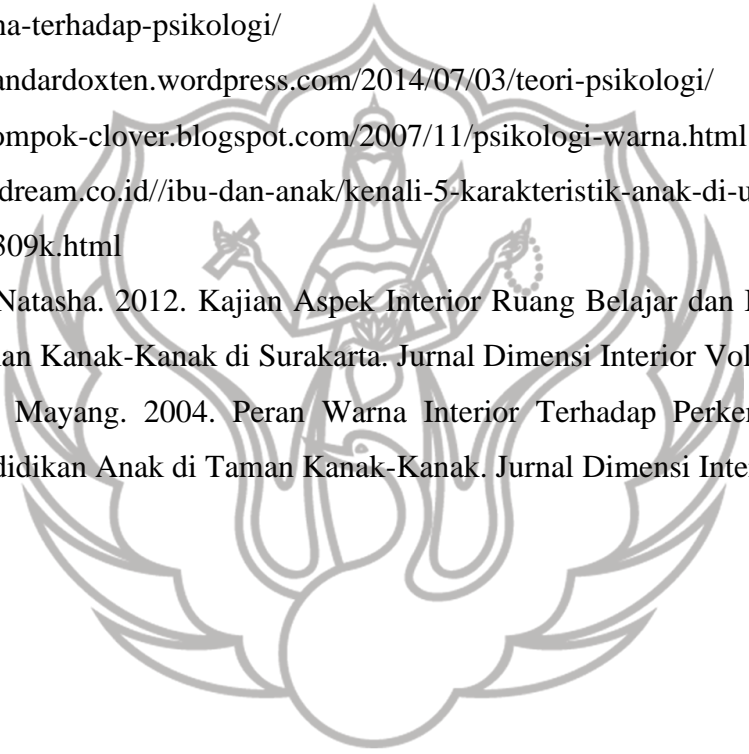 na-terhadap-psikologi/
andardoxten.wordpress.com/2014/07/03/teori-psikologi/
ompok-clover.blogspot.com/2007/11/psikologi-warna.html
dream.co.id//ibu-dan-anak/kenali-5-karakteristik-anak-di-u
309k.html
Natasha. 2012. Kajian Aspek Interior Ruang Belajar dan
an Kanak-Kanak di Surakarta. Jurnal Dimensi Interior Vol
Mayang. 2004. Peran Warna Interior Terhadap Perke
didikan Anak di Taman Kanak-Kanak. Jurnal Dimensi Inte